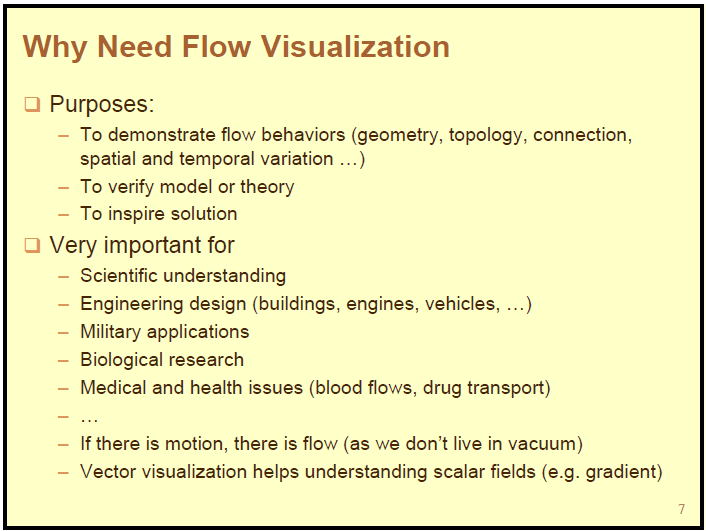 Why Need Flow Visualization
❑ Purposes:
– To demonstrate flow behaviors (geometry, topology, connection,
spatial and temporal variation …)
– To verify model or theory
– To inspire solution
❑ Very important for
– Scientific understanding
– Engineering design (buildings, engines, vehicles, …)
– Military applications
– Biological research
– Medical and health issues (blood flows, drug transport)
– …
– If there is motion, there is flow (as we don’t live in vacuum)
– Vector visualization helps understanding scalar fields (e.g. gradient)
7